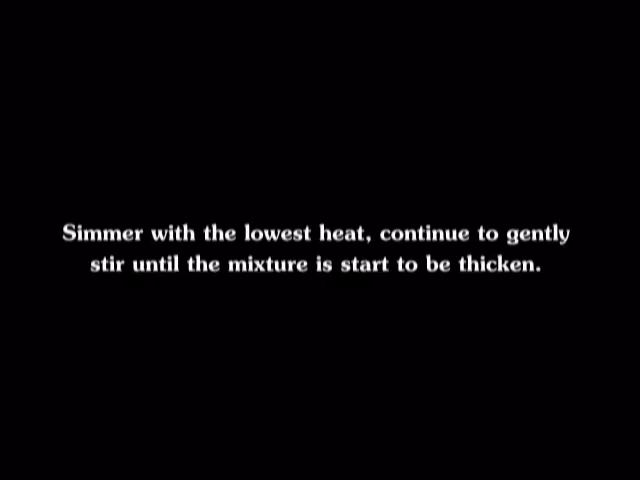 Simmer with the lowest heat, continue to gently
stir until the mixture is start to be thicken.